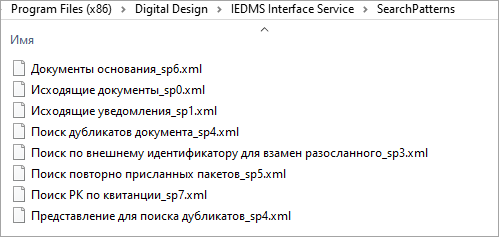 Program Files (x86) > Digital Design > IEDMS Interface Service > SearchPatterns
Имя
Документы основания_sp6.xml
Исходящие документы_sp0.xml
Исходящие уведомления_sp1.xml
Поиск дубликатов документа_sp4.xml
Поиск по внешнему идентификатору для взамен разосланного_sp3.xml
Поиск повторно присланных пакетов_sp5.xml
Поиск РК по квитанции_sp7.xml
Представление для поиска дубликатов_sp4.xml